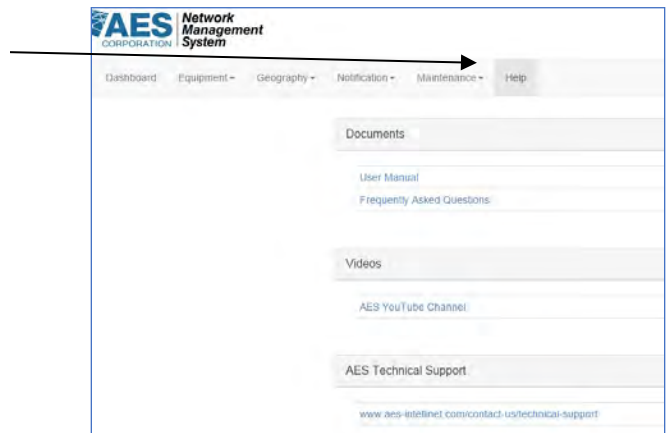 AES Network
Management
CORPORATION System
Dashboard Equipment Geography Notification Maintenance Help
Documents
User Manual
Frequently Asked Questions
Videos
AES YouTube Channel
AES Technical Support
www.aes-intellinet.com/contact-us/technical-support